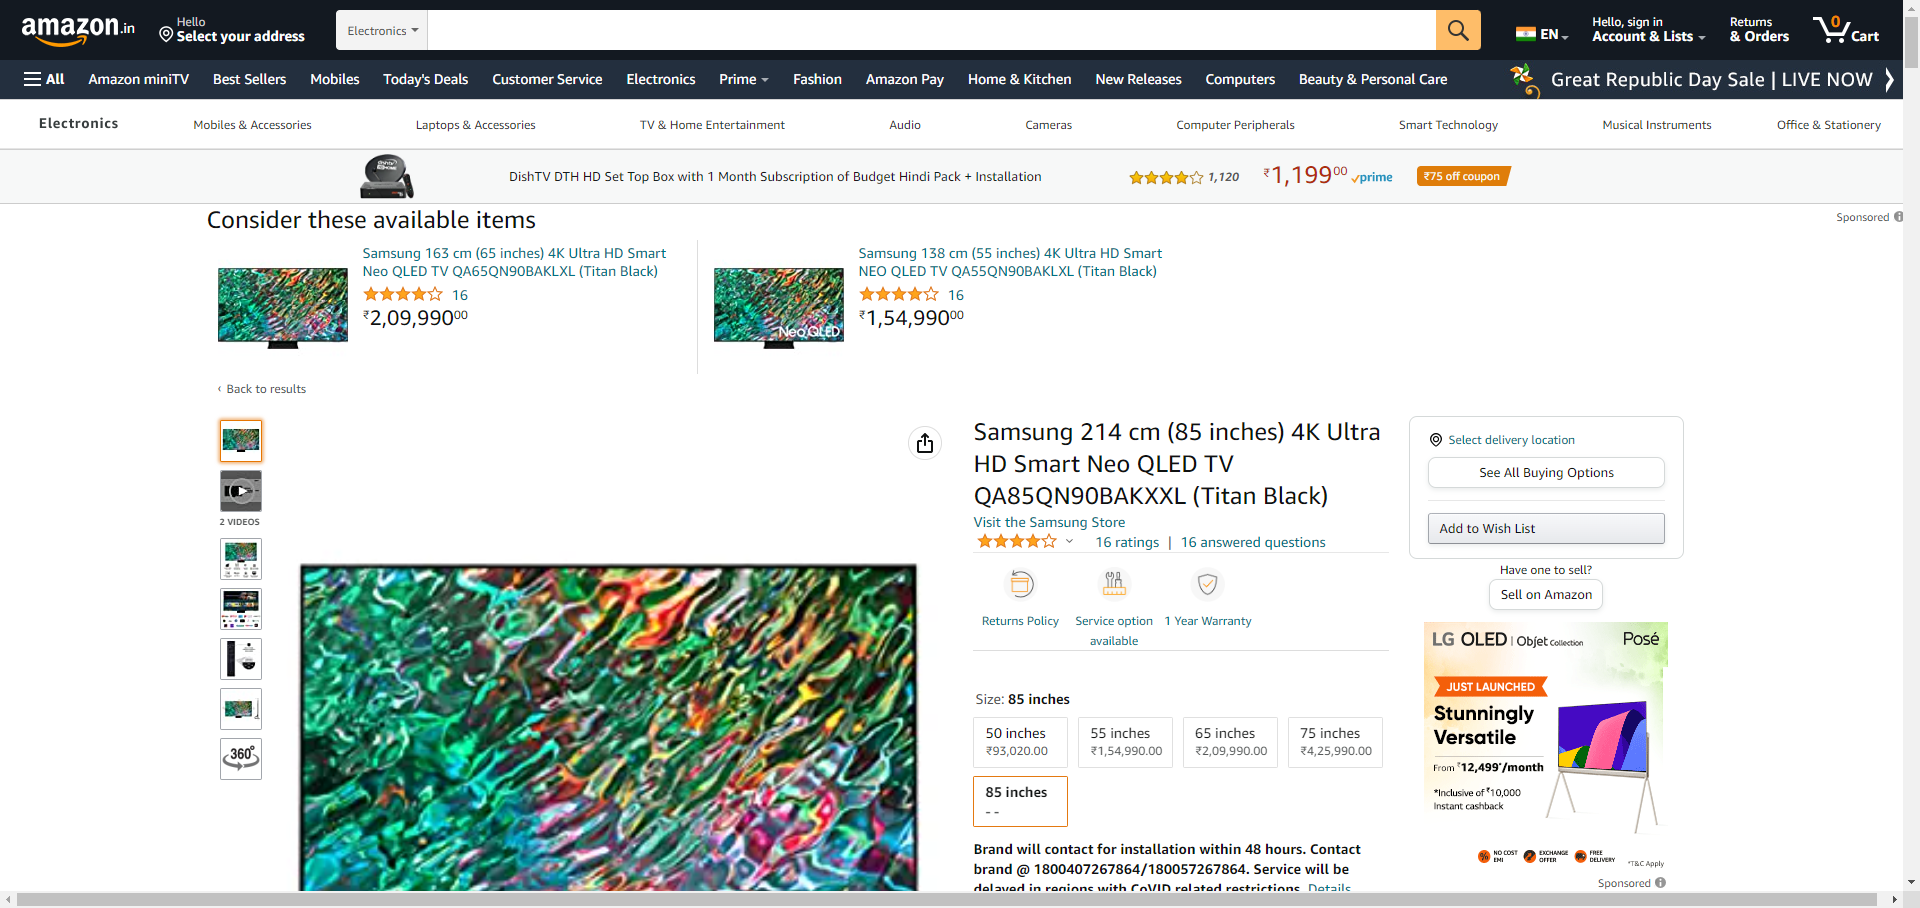 amazon.in
Hello
Select your address
Electronics
EN
Hello, sign in
Account & Lists
Returns
& Orders
0
Cart
All
Amazon miniTV
Best Sellers
Mobiles
Today's Deals
Customer Service
Electronics
Prime
Fashion
Amazon Pay
Home & Kitchen
New Releases
Computers
Beauty & Personal Care
Great Republic Day Sale | LIVE NOW
Electronics
Mobiles & Accessories
Laptops & Accessories
TV & Home Entertainment
Audio
Cameras
Computer Peripherals
Smart Technology
Musical Instruments
Office & Stationery
DishTV DTH HD Set Top Box with 1 Month Subscription of Budget Hindi Pack + Installation
1,120
₹1,19900
prime
₹75 off coupon
Sponsored
Consider these available items
Samsung 163 cm (65 inches) 4K Ultra HD Smart
Neo QLED TV QA65QN90BAKLXL (Titan Black)
16
₹2,09,99000
Neo QLED
Samsung 138 cm (55 inches) 4K Ultra HD Smart
NEO QLED TV QA55QN90BAKLXL (Titan Black)
16
₹1,54,99000
‹ Back to results
2 VIDEOS
360°
Samsung 214 cm (85 inches) 4K Ultra
HD Smart Neo QLED TV
QA85QN90BAKXXL (Titan Black)
Visit the Samsung Store
16 ratings | 16 answered questions
Returns Policy
Service option
available
1 Year Warranty
Size: 85 inches
50 inches
₹93,020.00
55 inches
₹1,54,990.00
65 inches
₹2,09,990.00
75 inches
₹4,25,990.00
85 inches
- -
Brand will contact for installation within 48 hours. Contact
brand @ 1800407267864/180057267864. Service will be
delayed in regions with CoVID related restrictions. Details
Select delivery location
See All Buying Options
Add to Wish List
Have one to sell?
Sell on Amazon
LG OLED | Objet Collection
Posé
JUST LAUNCHED
Stunningly
Versatile
From ₹12,499*/month
*Inclusive of ₹10,000
Instant cashback
NO COST
EMI
EXCHANGE
OFFER
FREE
DELIVERY
*T&C Apply
Sponsored